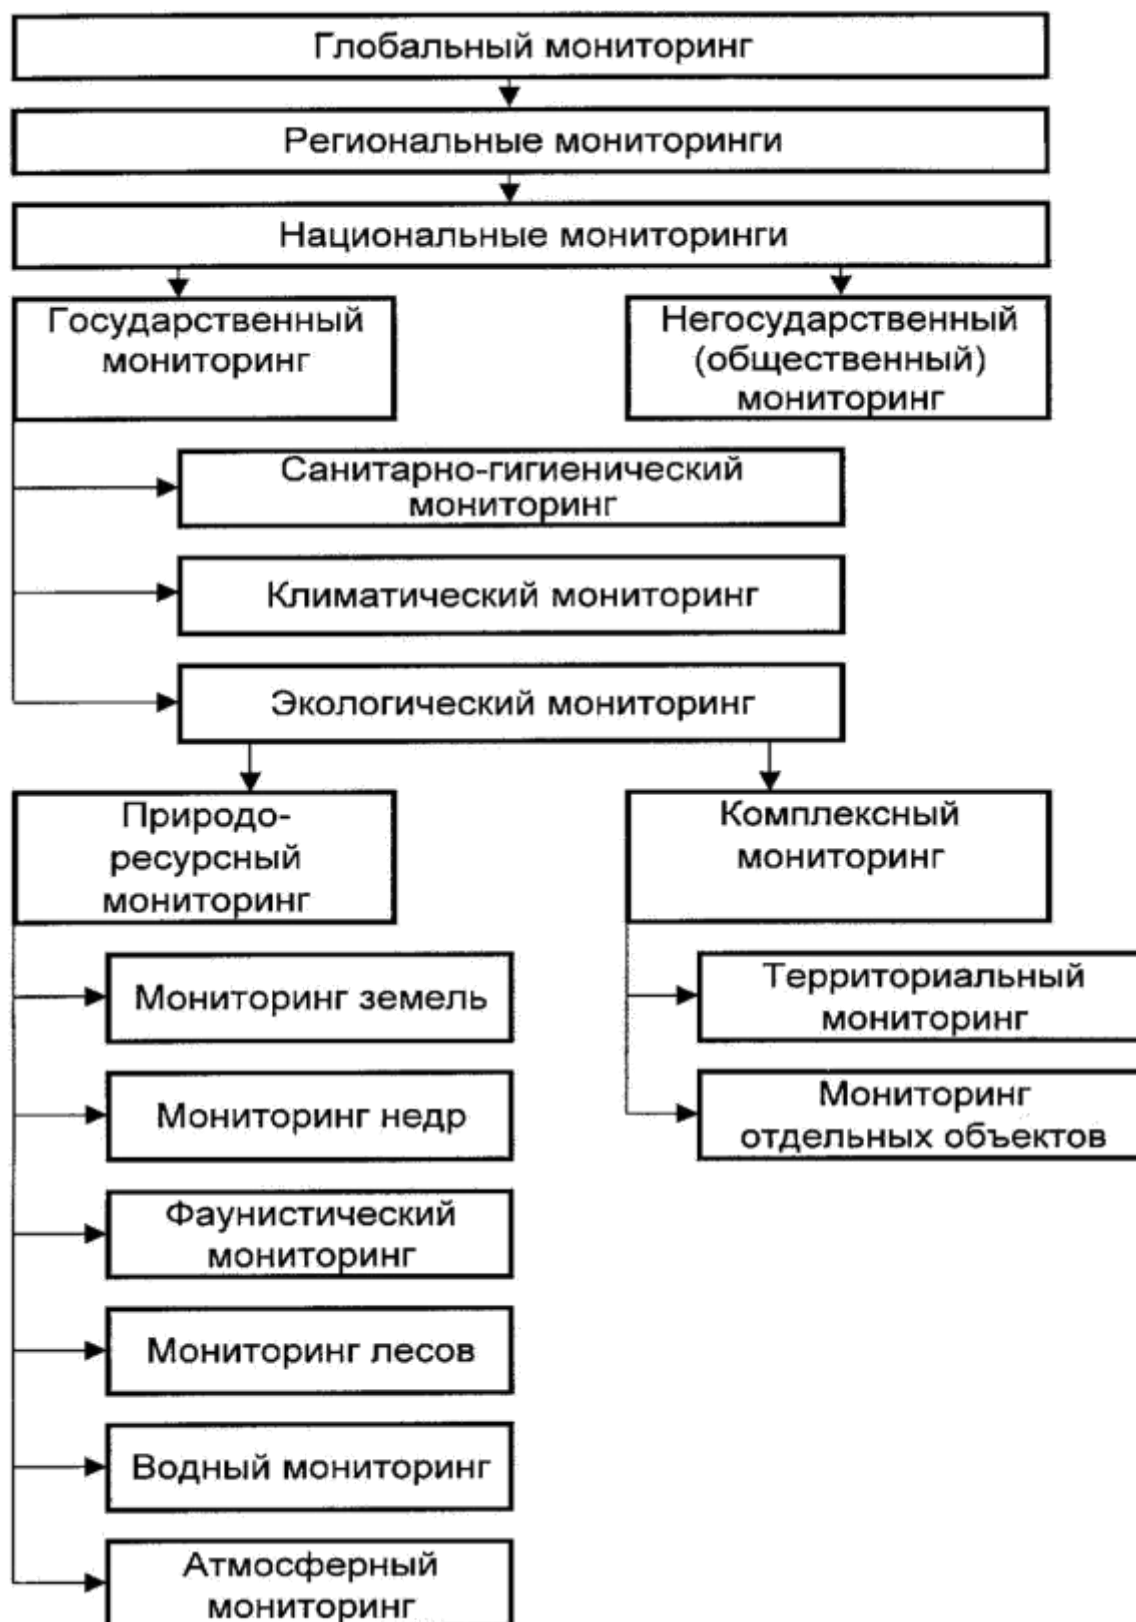 Глобальный мониторинг
Региональные мониторинги
Национальные мониторинги
Государственный
мониторинг
Негосударственный
(общественный)
мониторинг
Санитарно-гигиенический
мониторинг
Климатический мониторинг
Экологический мониторинг
Природо-
ресурсный
мониторинг
Комплексный
мониторинг
Мониторинг земель
Территориальный
мониторинг
Мониторинг недр
Мониторинг
отдельных объектов
Фаунистический
мониторинг
Мониторинг лесов
Водный мониторинг
Атмосферный
мониторинг